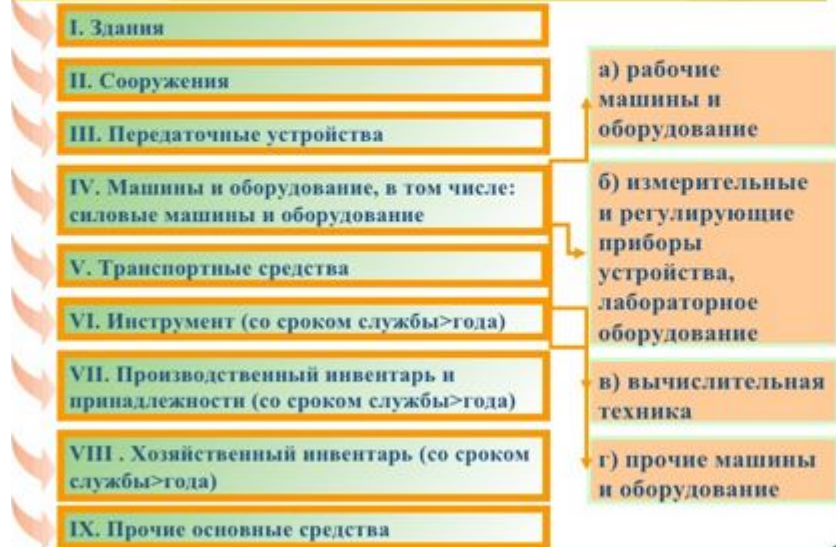 I. Здания
II. Сооружения
III. Передаточные устройства
IV. Машины и оборудование, в том числе:
силовые машины и оборудование
V. Транспортные средства
VI. Инструмент (со сроком службы>года)
VII. Производственный инвентарь и
принадлежности (со сроком службы>года)
VIII . Хозяйственный инвентарь (со сроком
службы>года)
IX. Прочие основные средства
а) рабочие
машины и
оборудование
б) измерительные
и регулирующие
приборы
устройства,
лабораторное
оборудование
в) вычислительная
техника
г) прочие машины
и оборудование